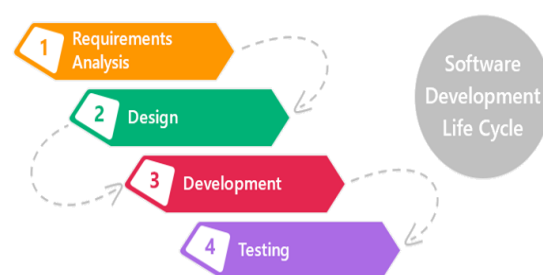 1
Requirements
Analysis
2
Design
3
Development
4
Testing
Software
Development
Life Cycle